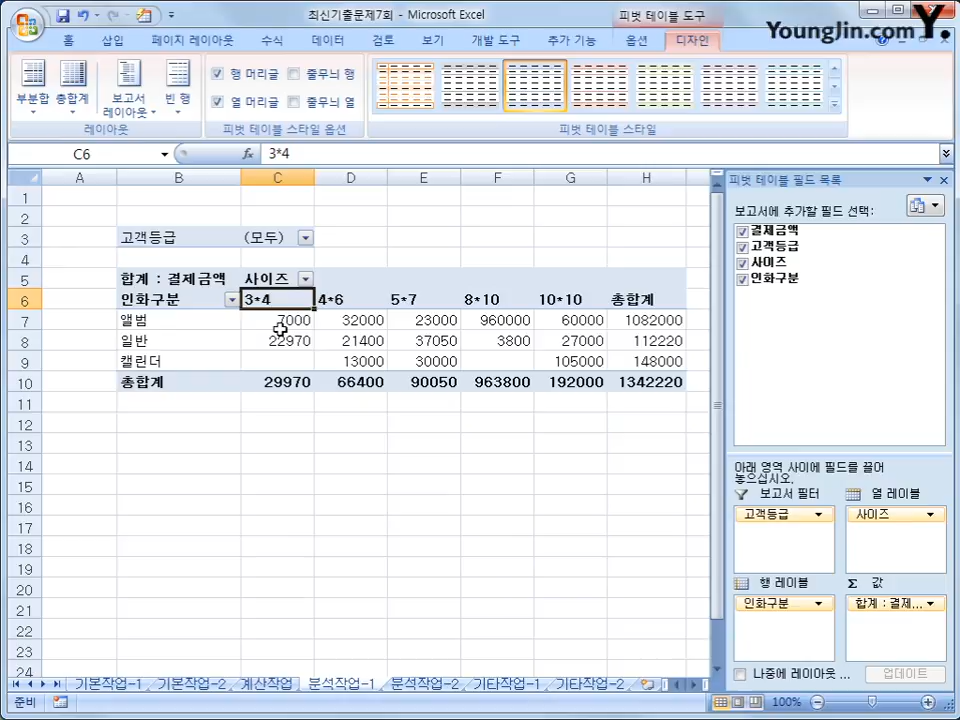 최신기출문제7회 - Microsoft Excel
피벗 테이블 도구
YoungJin.com Y.
홈 삽입 페이지 레이아웃 수식 데이터 검토 보기 개발 도구 추가 기능 옵션 디자인
부분합 총합계 보고서 레이아웃 빈 행
행 머리글 줄무늬 행
열 머리글 줄무늬 열
레이아웃 피벗 테이블 스타일 옵션 피벗 테이블 스타일
C6 fx 3*4
A B C D E F G H
피벗 테이블 필드 목록
보고서에 추가할 필드 선택:
결제금액
고객등급
사이즈
인화구분
1
2
3 고객등급 (모두)
4
5 합계 : 결제금액 사이즈
6 인화구분 3*4 4*6 5*7 8*10 10*10 총합계
7 앨범 7000 32000 23000 960000 60000 1082000
8 일반 22970 21400 37050 3800 27000 112220
9 캘린더 13000 30000 105000 148000
10 총합계 29970 66400 90050 963800 192000 1342220
11
12
13
14
15
16
17
18
19
20
21
22
23
24
아래 영역 사이에 필드를 끌어
놓으십시오.
보고서 필터 열 레이블
고객등급 사이즈
행 레이블 Σ 값
인화구분 합계 : 결제...
나중에 레이아웃 ... 업데이트
기본작업-1 기본작업-2 계산작업 분석작업-1 분석작업-2 기타작업-1 기타작업-2
준비 100%